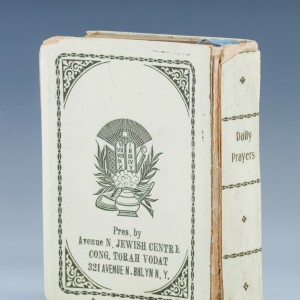 Pres. by
Avenue N. JEWISH CENTRE
CONG. TORAH VODAT
321 AVENUE N. BKLYN N. Y.
Daily
Prayers